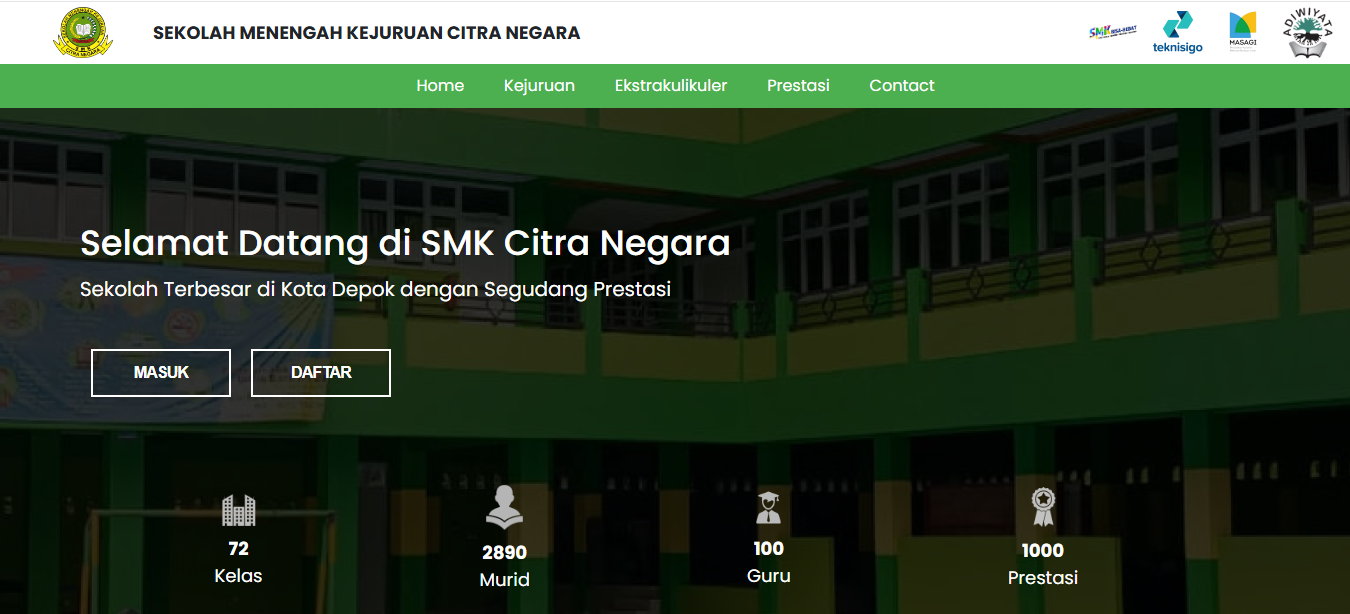 SEKOLAH MENENGAH KEJURUAN CITRA NEGARA
SMK BISA-HEBAT
teknisigo
MASAGI
ADIWIYATA
Home Kejuruan Ekstrakulikuler Prestasi Contact
Selamat Datang di SMK Citra Negara
Sekolah Terbesar di Kota Depok dengan Segudang Prestasi
MASUK DAFTAR
72 2890 100 1000
Kelas Murid Guru Prestasi